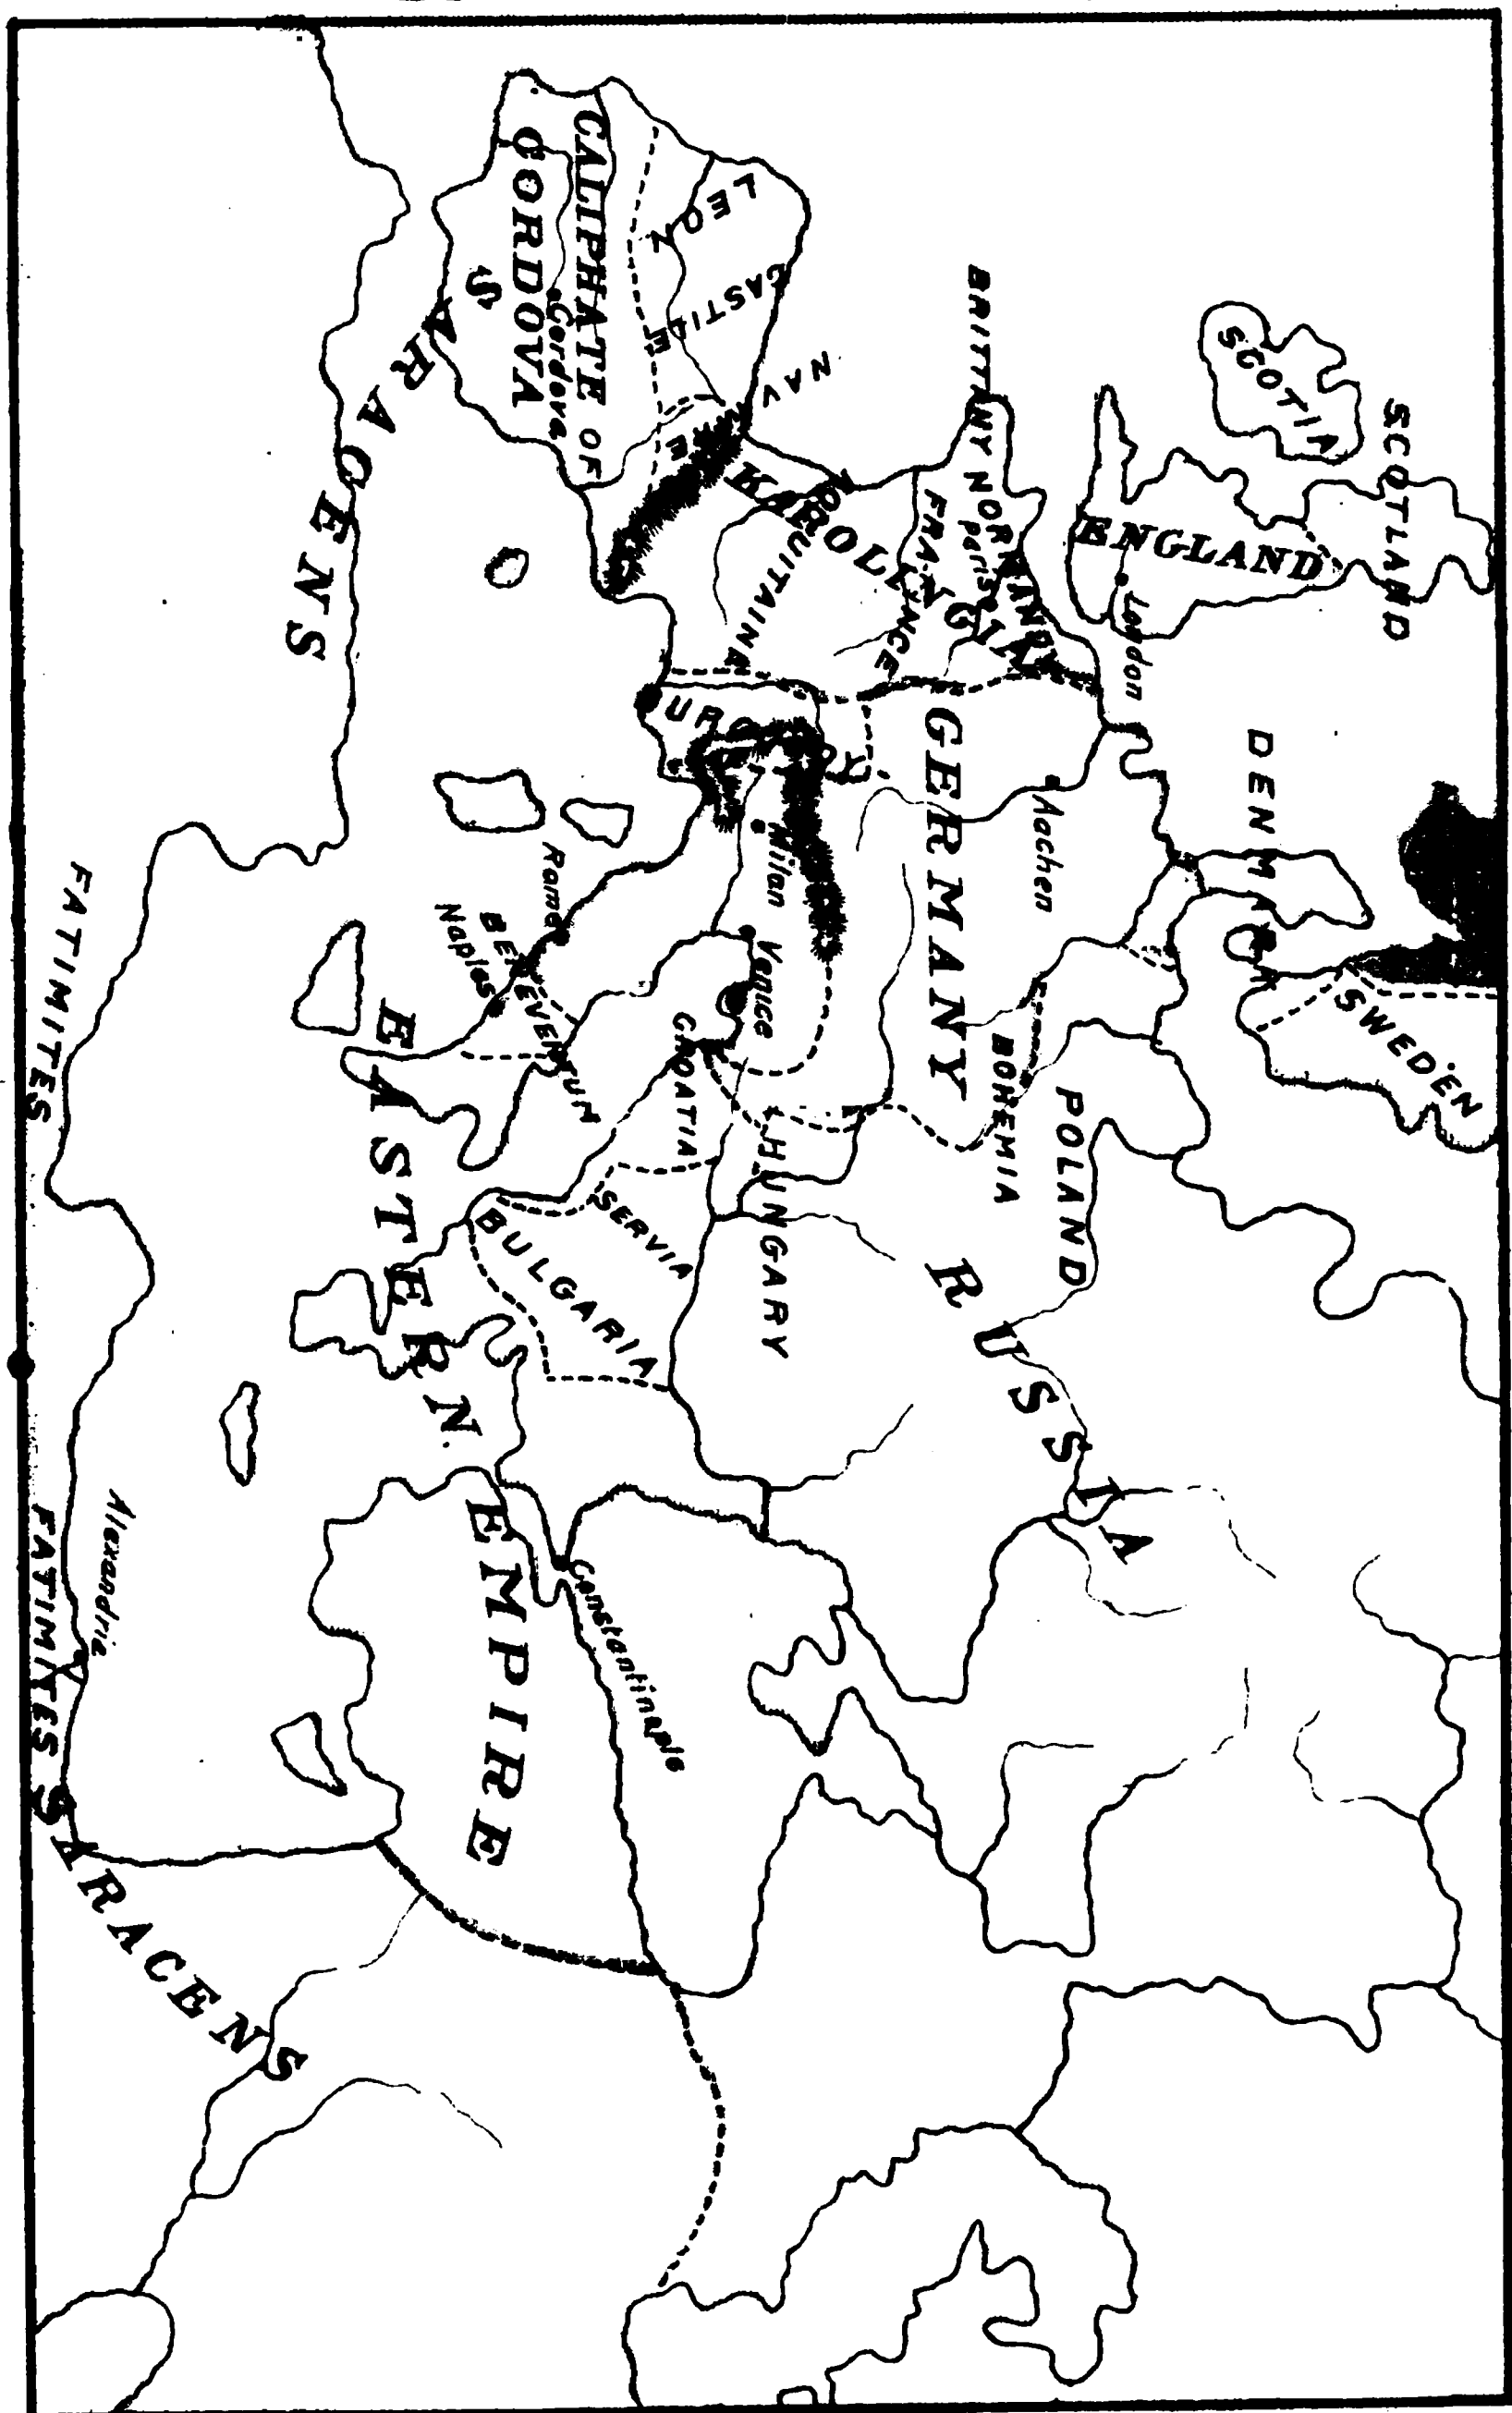 SCOTLAND
SCOTIA
ENGLAND
London
DENMARK
SWEDEN
BRITTANY
NORMANDY
Paris
FRANCE
KAROLINGIA
AQUITAINE
GERMANY
Aachen
BOHEMIA
POLAND
RUSSIA
LEON
CASTILE
CALIPHATE OF
CORDOVA
Cordova
SARACENS
Milan
Venice
Rome
BENEVENTUM
Naples
CROATIA
HUNGARY
SERVIA
BULGARIA
EASTERN EMPIRE
Constantinople
FATIMITES
Alexandria
FATIMITES
SARACENS